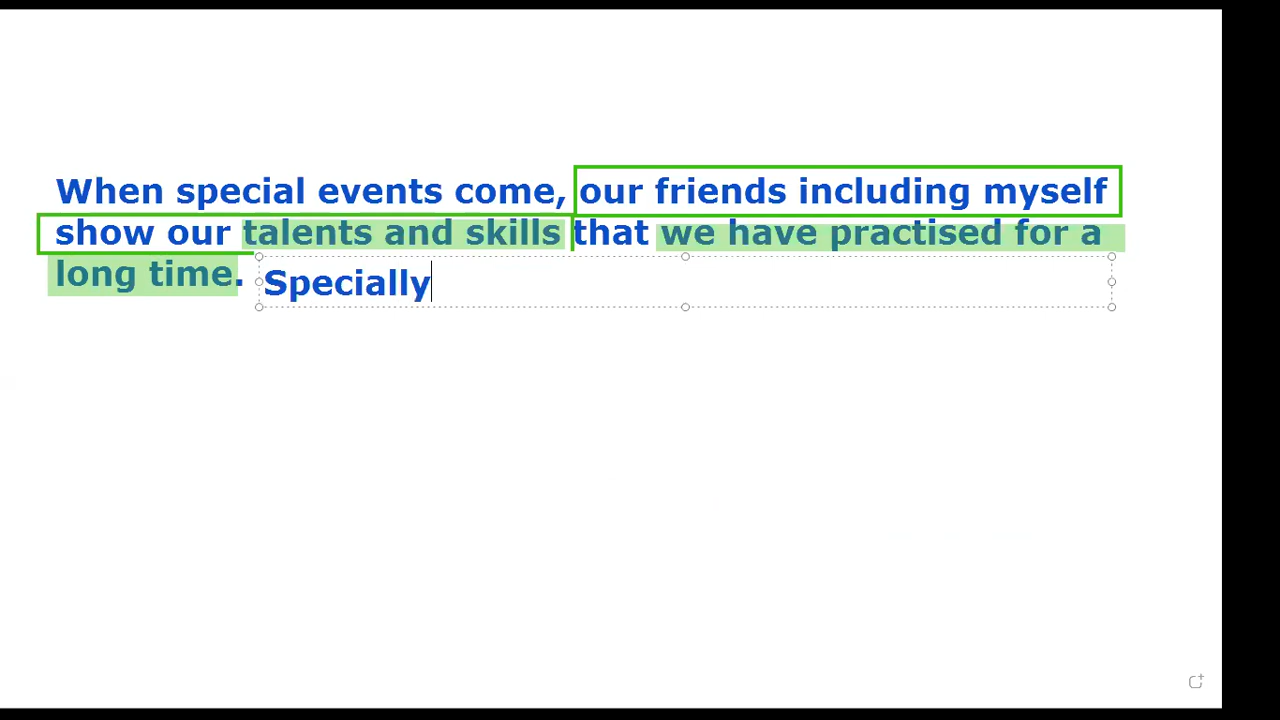 When special events come, our friends including myself
show our talents and skills that we have practised for a
long time. Specially